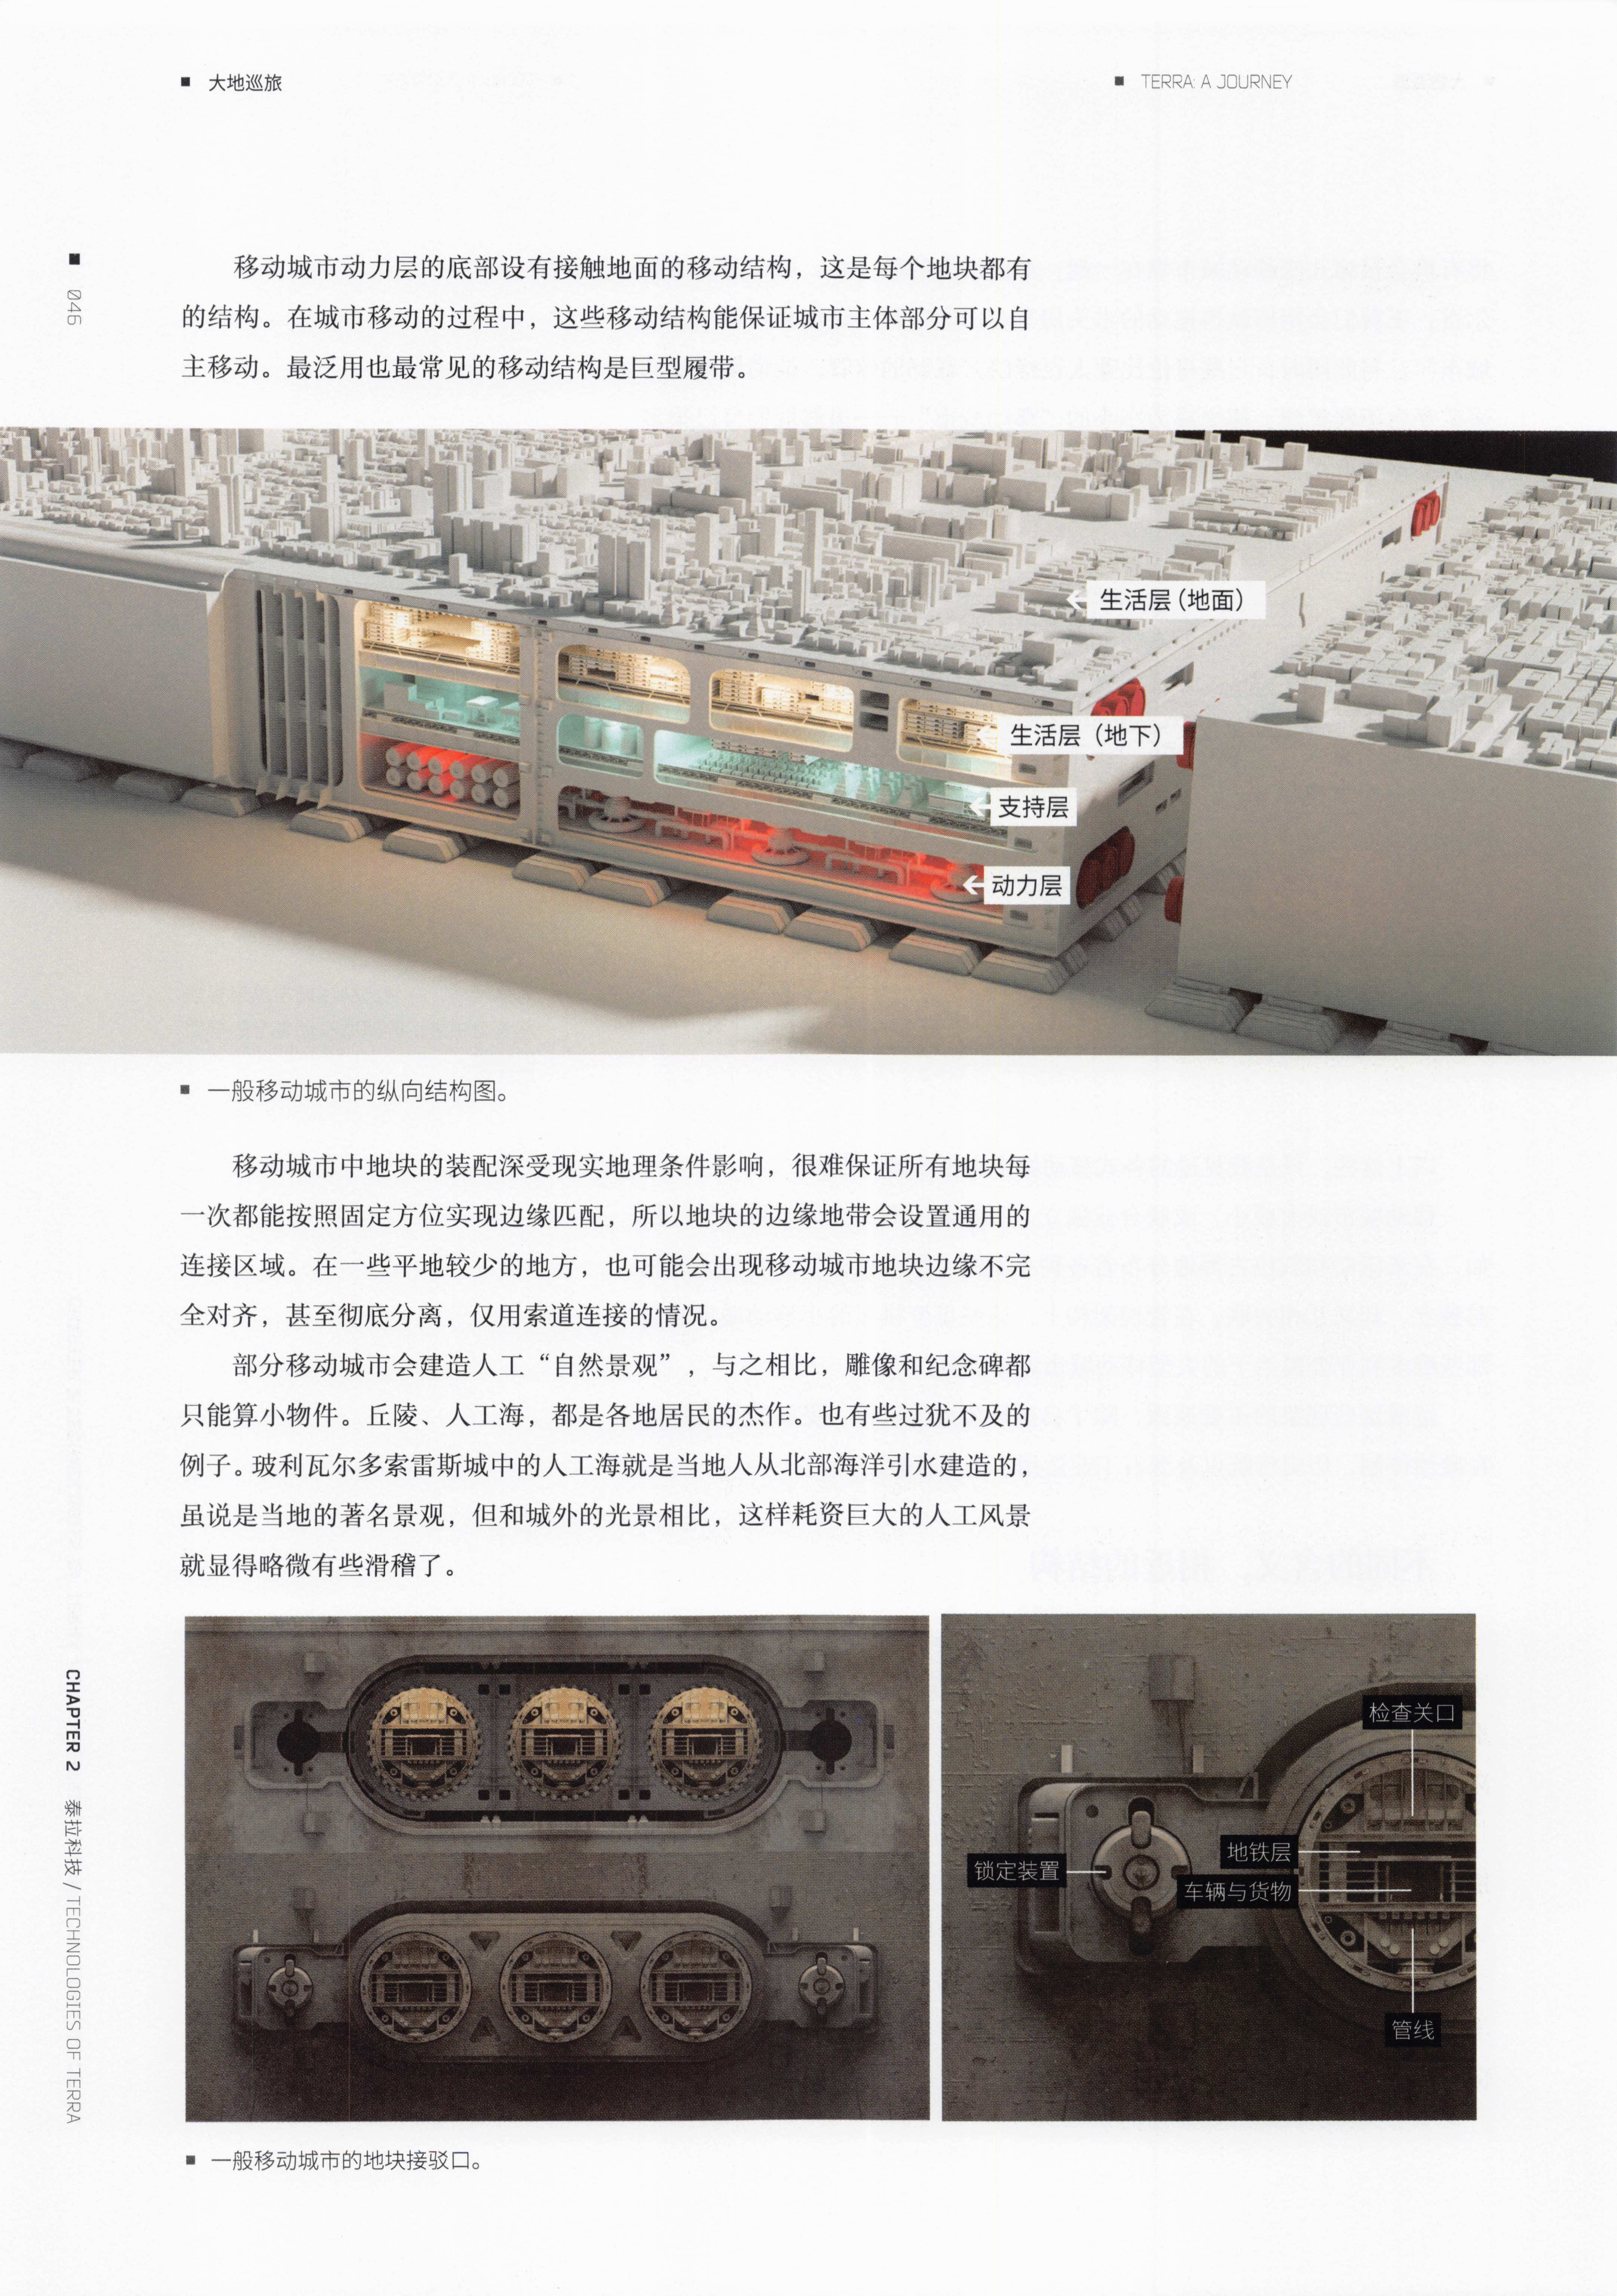 大地巡旅
TERRA: A JOURNEY
046
移动城市动力层的底部设有接触地面的移动结构，这是每个地块都有
的结构。在城市移动的过程中，这些移动结构能保证城市主体部分可以自
主移动。最泛用也最常见的移动结构是巨型履带。
生活层（地面）
生活层（地下）
支持层
动力层
一般移动城市的纵向结构图。
移动城市中地块的装配深受现实地理条件影响，很难保证所有地块每
一次都能按照固定方位实现边缘匹配，所以地块的边缘地带会设置通用的
连接区域。在一些平地较少的地方，也可能会出现移动城市地块边缘不完
全对齐，甚至彻底分离，仅用索道连接的情况。
部分移动城市会建造人工“自然景观”，与之相比，雕像和纪念碑都
只能算小物件。丘陵、人工海，都是各地居民的杰作。也有些过犹不及的
例子。玻利瓦尔多索雷斯城中的人工海就是当地人从北部海洋引水建造的，
虽说是当地的著名景观，但和城外的光景相比，这样耗资巨大的人工风景
就显得略微有些滑稽了。
检查关口
地铁层
锁定装置
车辆与货物
管线
一般移动城市的地块接驳口。
CHAPTER 2 泰拉科技 / TECHNOLOGIES OF TERRA